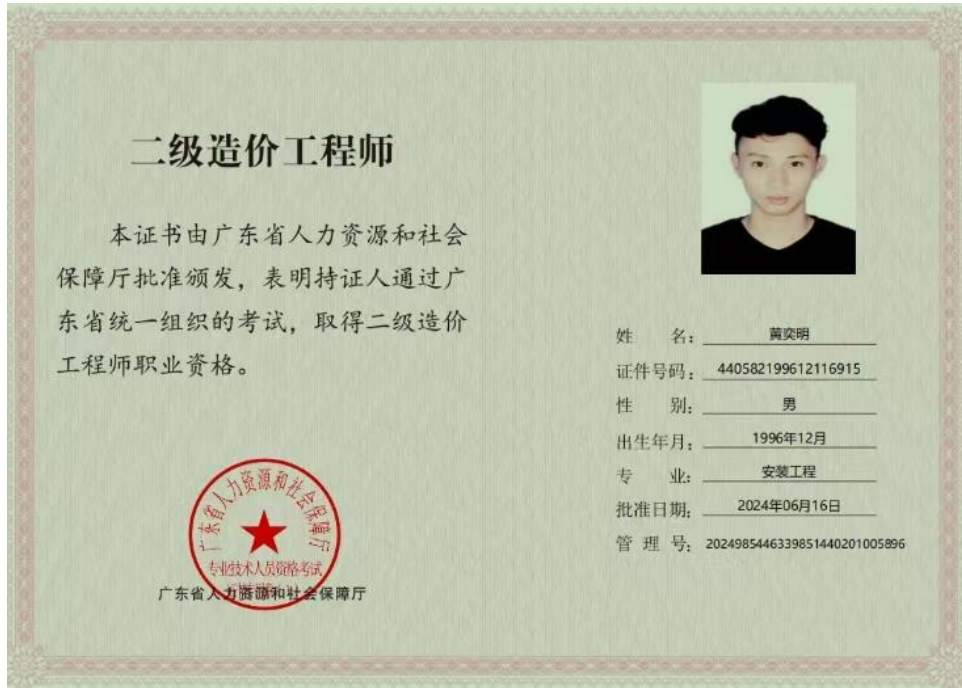 二级造价工程师
本证书由广东省人力资源和社会
保障厅批准颁发，表明持证人通过广
东省统一组织的考试，取得二级造价
工程师职业资格。
广东省人力资源和社会保障厅
专业技术人员资格考试
广东省人力资源和社会保障厅
姓 名：黄奕明
证件号码：440582199612116915
性 别：男
出生年月：1996年12月
专 业：安装工程
批准日期：2024年06月16日
管 理 号：2024985446339851440201005896